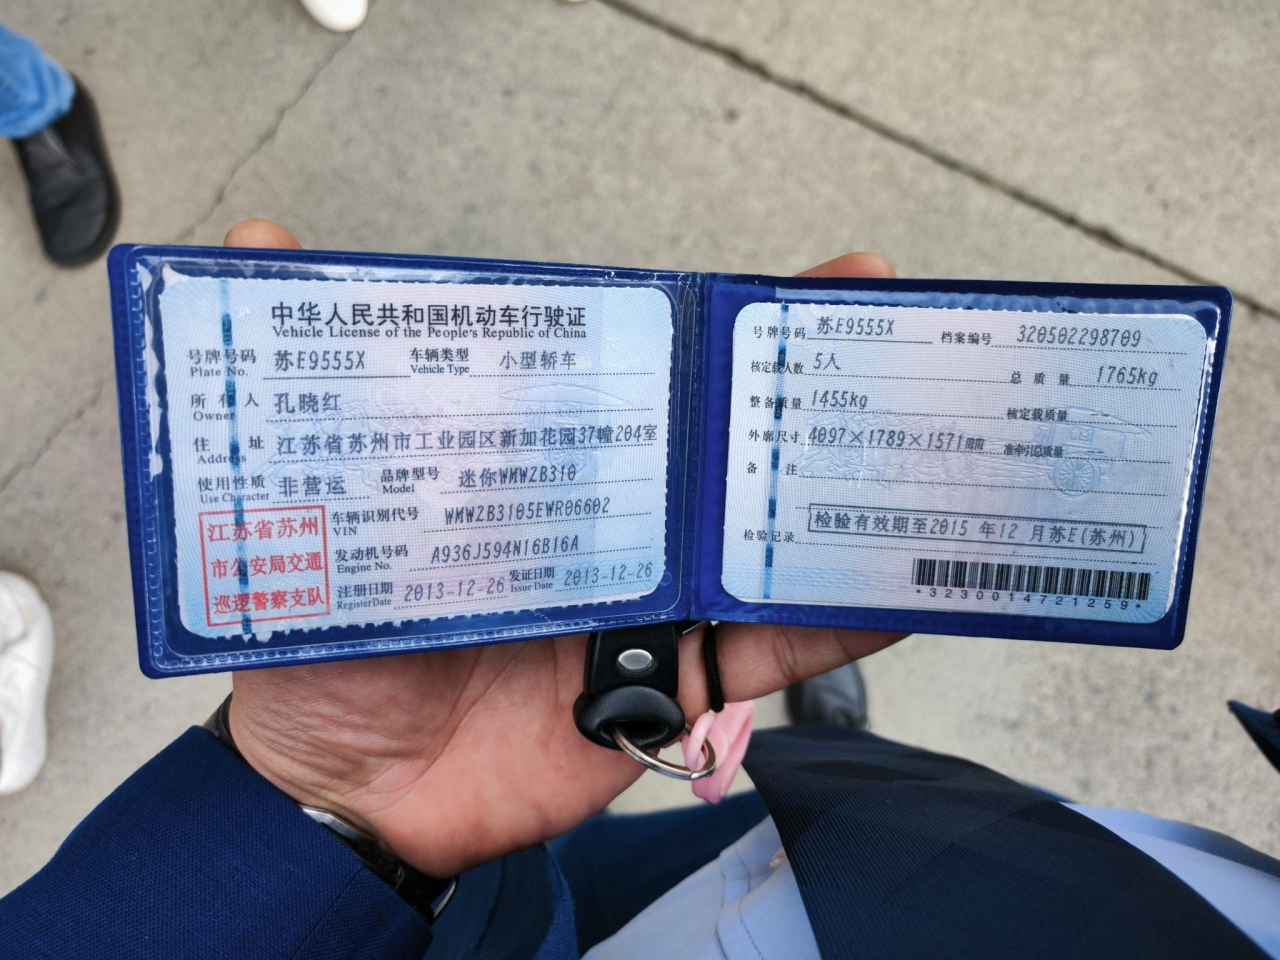 中华人民共和国机动车行驶证
Vehicle License of the People's Republic of China
号牌号码 苏E9555X 车辆类型 小型轿车
Plate No. Vehicle Type
所有人 孔晓红
Owner
住址 江苏省苏州市工业园区新加花园37幢204室
Address
使用性质 非营运 品牌型号 迷你WMWZB310
Use Character Model
江苏省苏州
市公安局交通
巡逻警察支队
车辆识别代号 WMWZB3105EWR06602
VIN
发动机号码 A936J594N16B16A
Engine No.
注册日期 2013-12-26 发证日期 2013-12-26
Register Date Issue Date
号牌号码 苏E9555X 档案编号 320502298709
核定载人数 5人 总质量 1765kg
整备质量 1455kg 核定载质量
外廓尺寸 4097×1789×1571mm 准牵引总质量
备注
检验有效期至2015 年12 月苏E(苏州)
检验记录
*3230014721259*